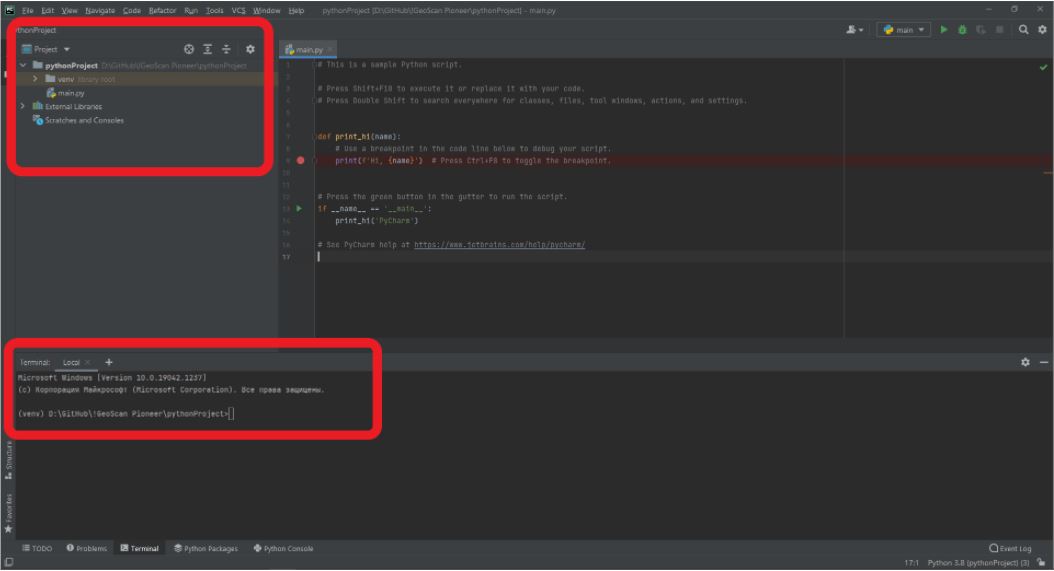 File Edit View Navigate Code Refactor Run Tools VCS Window Help pythonProject [D:\GitHub\!GeoScan Pioneer\pythonProject] - main.py
thonProject
main
Project
main.py
pythonProject D:\GitHub\!GeoScan Pioneer\pythonProject
venv library root
main.py
External Libraries
Scratches and Consoles
1 # This is a sample Python script.
2
3 # Press Shift+F10 to execute it or replace it with your code.
4 # Press Double Shift to search everywhere for classes, files, tool windows, actions, and settings.
5
6
7 def print_hi(name):
8 # Use a breakpoint in the code line below to debug your script.
9 print(f'Hi, {name}') # Press Ctrl+F8 to toggle the breakpoint.
10
11
12 # Press the green button in the gutter to run the script.
13 if __name__ == '__main__':
14 print_hi('PyCharm')
15
16 # See PyCharm help at https://www.jetbrains.com/help/pycharm/
17
Terminal: Local
Microsoft Windows [Version 10.0.19042.1237]
(c) Корпорация Майкрософт (Microsoft Corporation). Все права защищены.
(venv) D:\GitHub\!GeoScan Pioneer\pythonProject>
Structure
Favorites
TODO Problems Terminal Python Packages Python Console Event Log
17:1 Python 3.8 (pythonProject) (3)